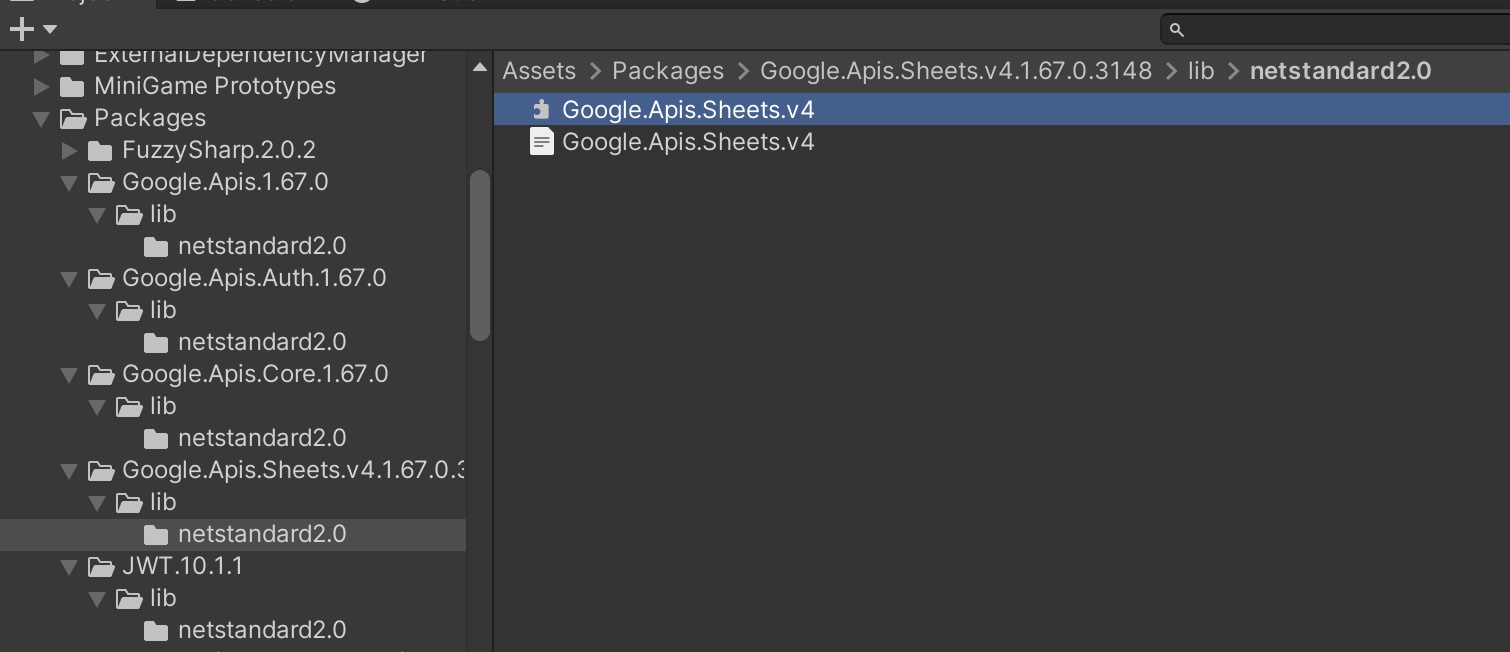 ExternalDependencyManager
MiniGame Prototypes
Packages
FuzzySharp.2.0.2
Google.Apis.1.67.0
lib
netstandard2.0
Google.Apis.Auth.1.67.0
lib
netstandard2.0
Google.Apis.Core.1.67.0
lib
netstandard2.0
Google.Apis.Sheets.v4.1.67.0.3
lib
netstandard2.0
JWT.10.1.1
lib
netstandard2.0
Assets > Packages > Google.Apis.Sheets.v4.1.67.0.3148 > lib > netstandard2.0
Google.Apis.Sheets.v4
Google.Apis.Sheets.v4